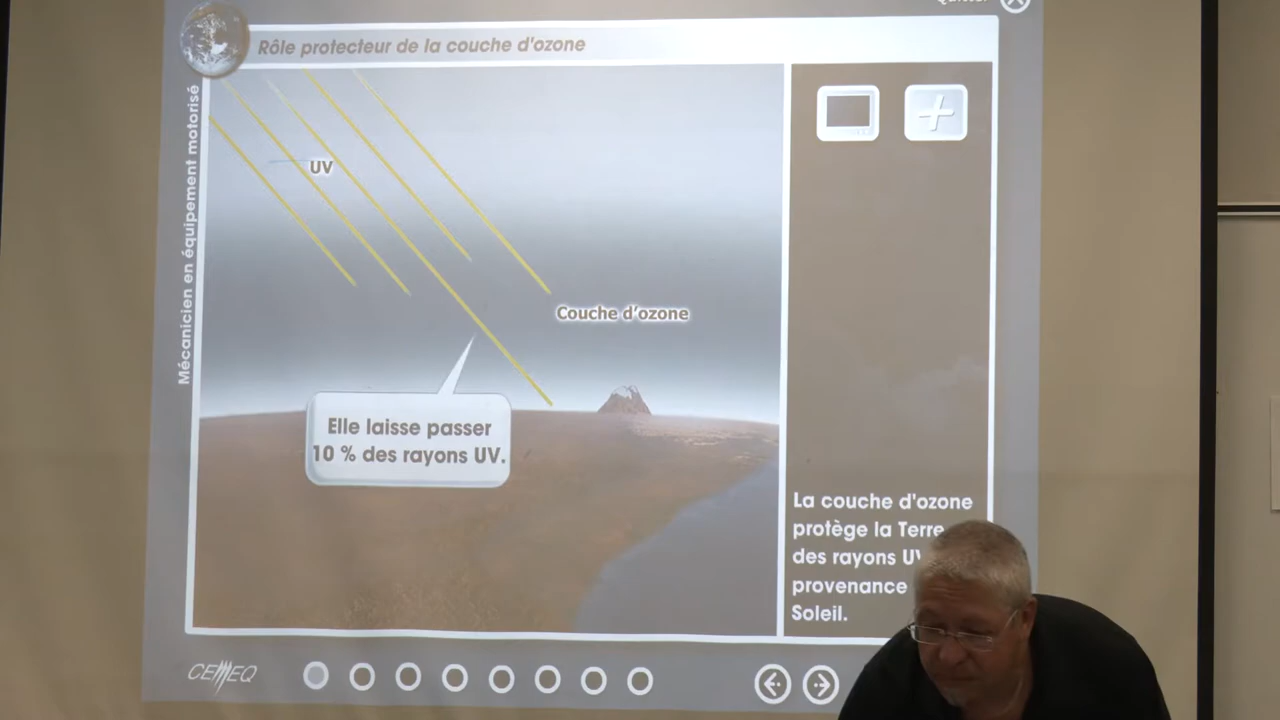 Rôle protecteur de la couche d'ozone
Mécanicien en équipement motorisé
UV
Couche d'ozone
Elle laisse passer
10 % des rayons UV.
La couche d'ozone
protège la Terre
des rayons UV
provenance
Soleil.
CEMEQ